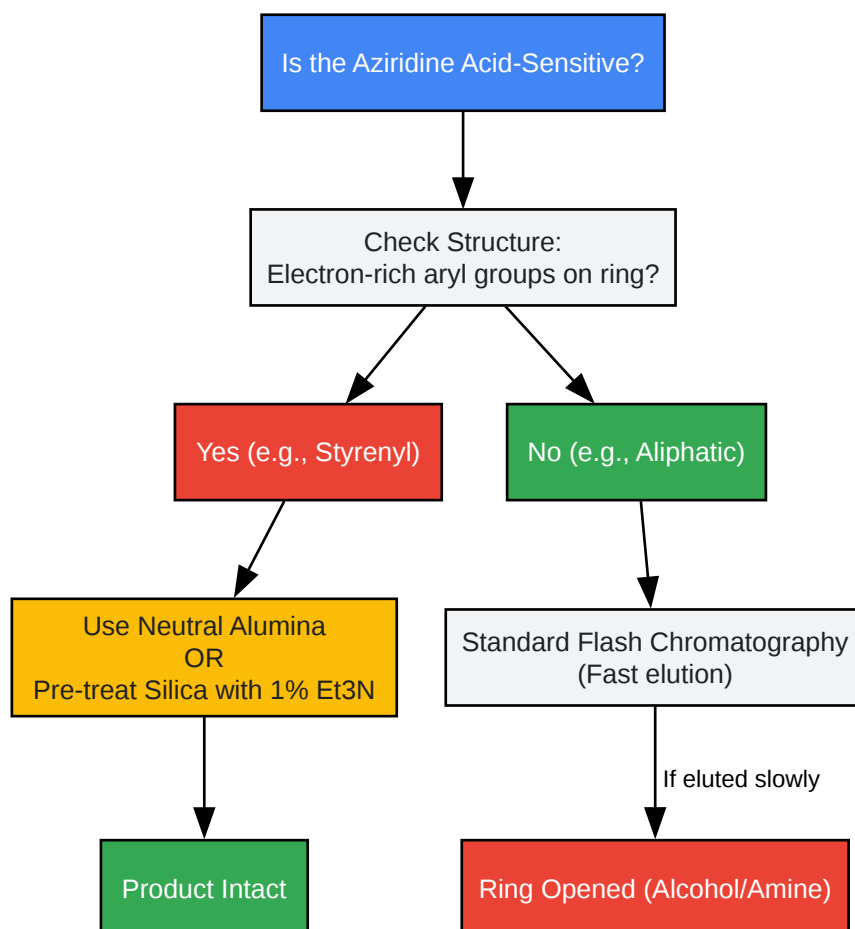 Is the Aziridine Acid-Sensitive?
Check Structure:
Electron-rich aryl groups on ring?
Yes (e.g., Styrenyl)
No (e.g., Aliphatic)
Use Neutral Alumina
OR
Pre-treat Silica with 1% Et3N
Standard Flash Chromatography
(Fast elution)
If eluted slowly
Product Intact
Ring Opened (Alcohol/Amine)